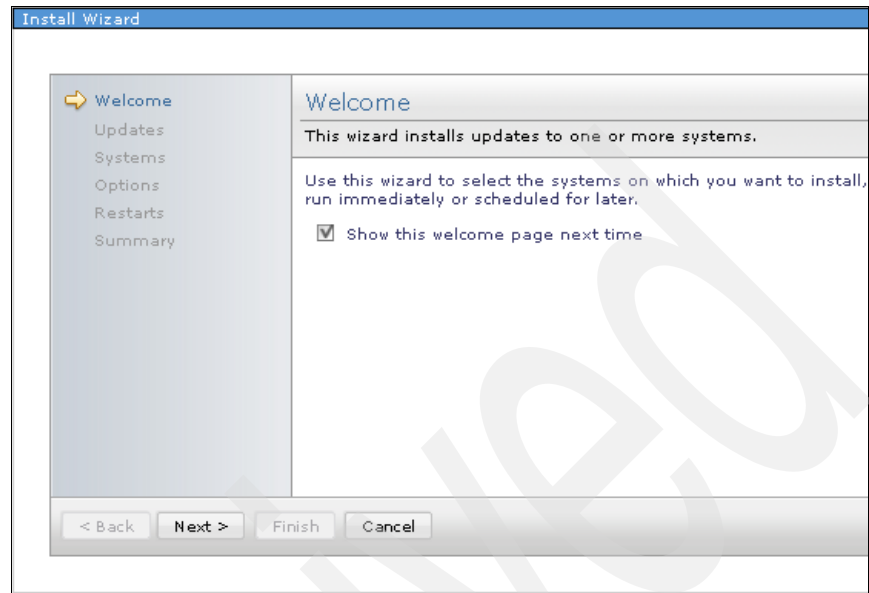 Install Wizard
Welcome
Updates
Systems
Options
Restarts
Summary
Welcome
This wizard installs updates to one or more systems.
Use this wizard to select the systems on which you want to install,
run immediately or scheduled for later.
Show this welcome page next time
< Back Next > Finish Cancel